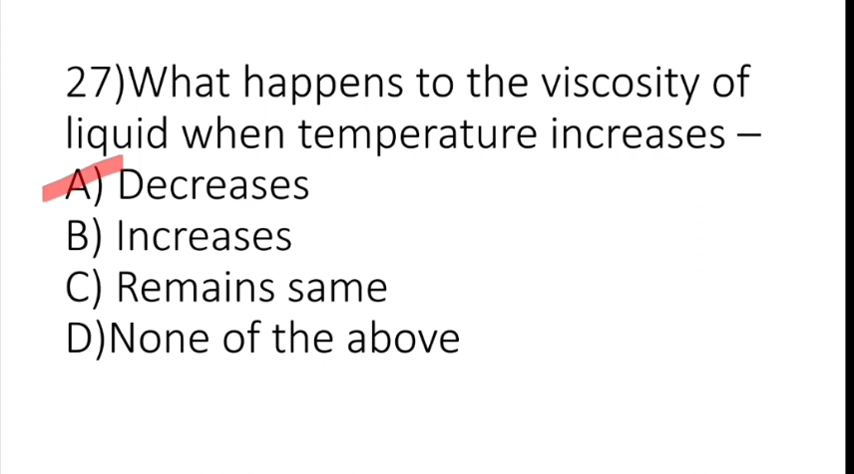 27)What happens to the viscosity of
liquid when temperature increases –
A) Decreases
B) Increases
C) Remains same
D)None of the above